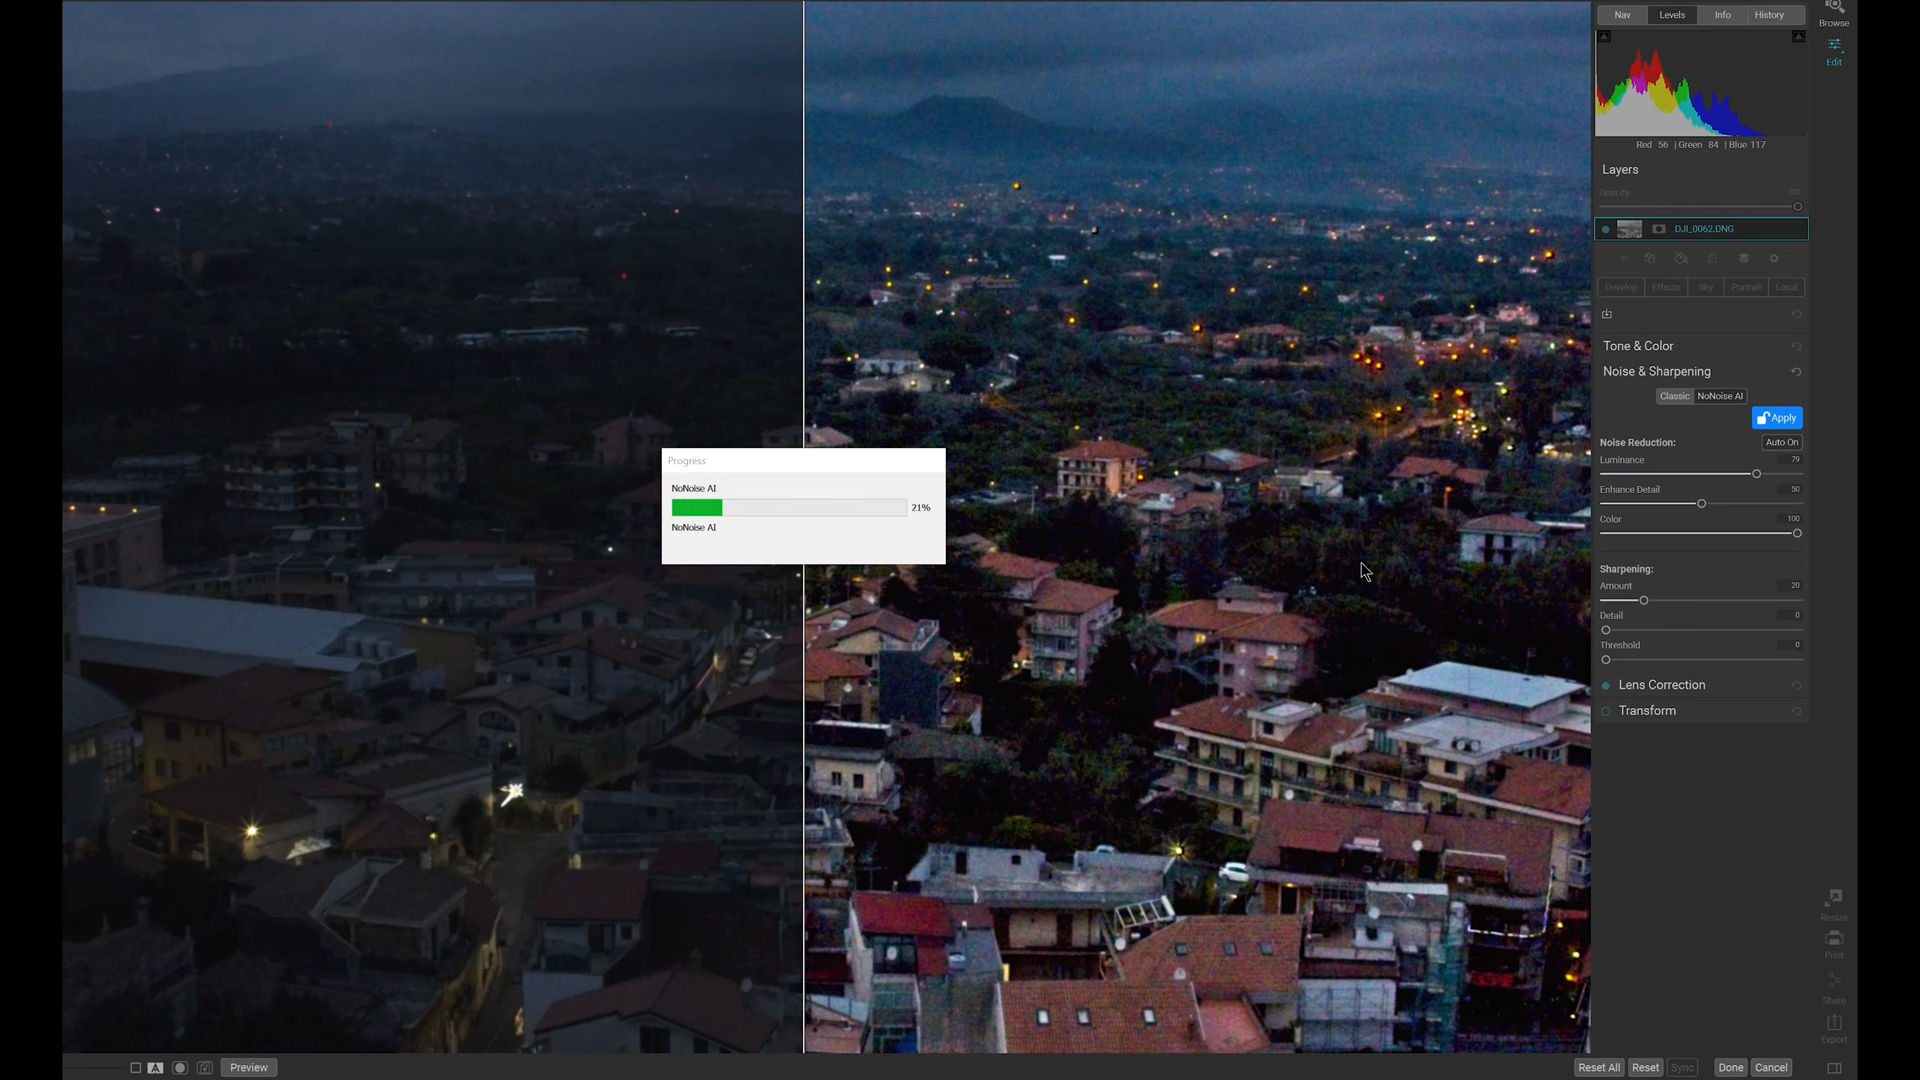 Nav Levels Info History
Browse
Edit
Red 56 | Green 84 | Blue 117
Layers
Opacity 100
DJI_0062.DNG
Develop Effects Sky Portrait Local
Tone & Color
Noise & Sharpening
Classic NoNoise AI
Apply
Noise Reduction: Auto On
Luminance 79
Enhance Detail 50
Color 100
Sharpening:
Amount 20
Detail 0
Threshold 0
Lens Correction
Transform
Progress
NoNoise AI
21%
NoNoise AI
Resize
Print
Share
Export
A Preview
Reset All Reset Sync Done Cancel